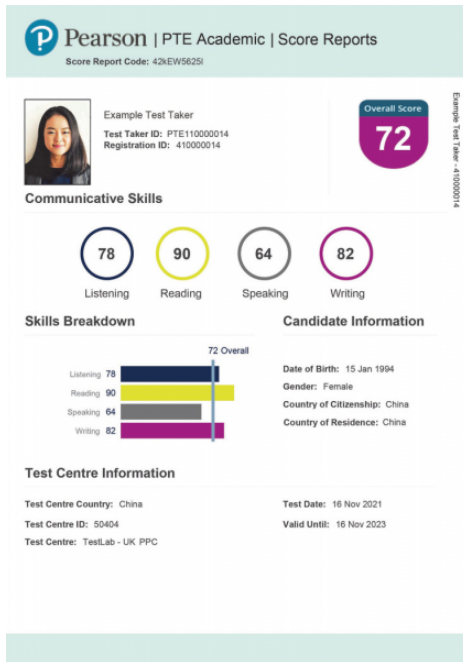 Pearson | PTE Academic | Score Reports
Score Report Code: 42kEW5625I
Example Test Taker
Test Taker ID: PTE110000014
Registration ID: 410000014
Overall Score
72
Example Test Taker - 410000014
Communicative Skills
78 90 64 82
Listening Reading Speaking Writing
Skills Breakdown
72 Overall
Listening 78
Reading 90
Speaking 64
Writing 82
Candidate Information
Date of Birth: 15 Jan 1994
Gender: Female
Country of Citizenship: China
Country of Residence: China
Test Centre Information
Test Centre Country: China
Test Centre ID: 50404
Test Centre: TestLab - UK PPC
Test Date: 16 Nov 2021
Valid Until: 16 Nov 2023